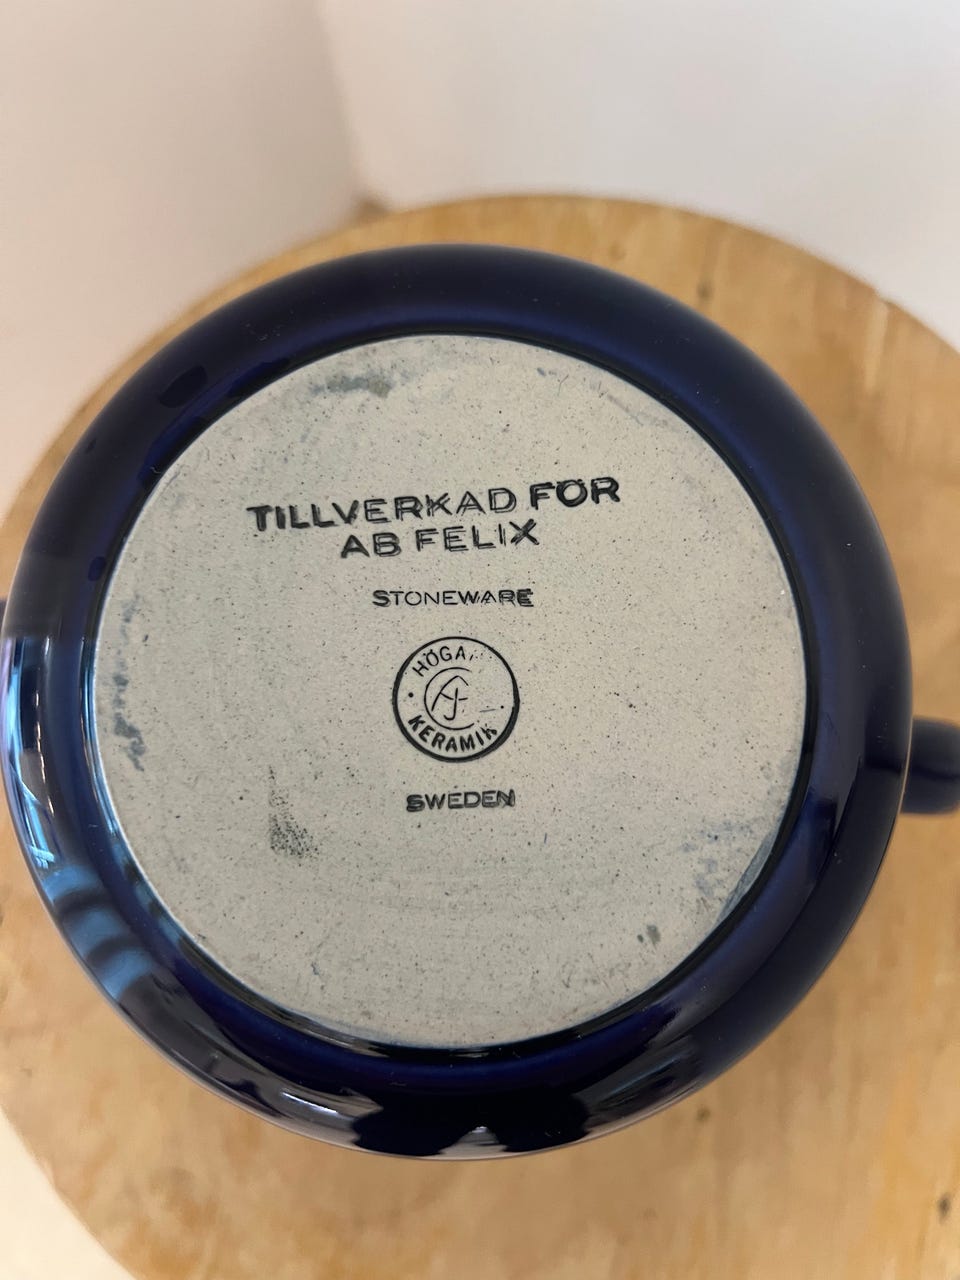 TILLVERKAD FÖR
AB FELIX
STONEWARE
KERAMIK
SWEDEN